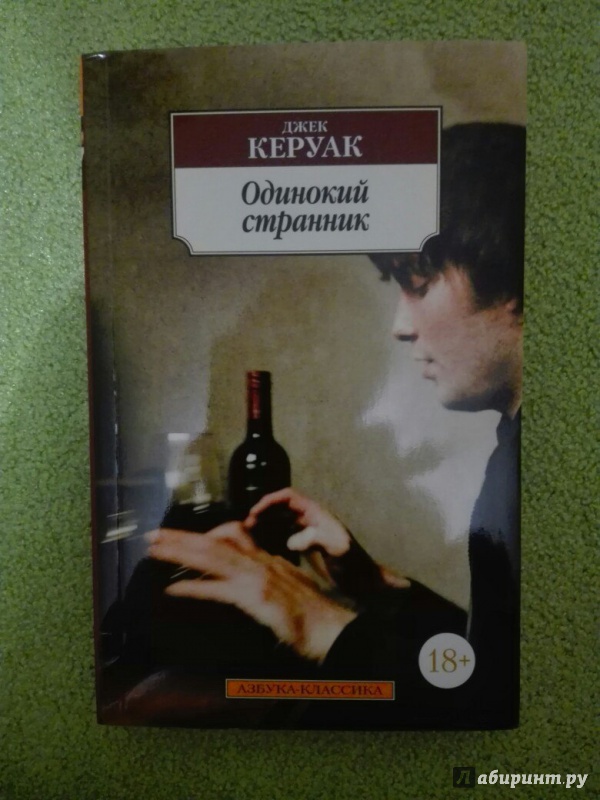 ДЖЕК
КЕРУАК
Одинокий
странник
18+
АЗБУКА-КЛАССИКА
Лабиринт.ру